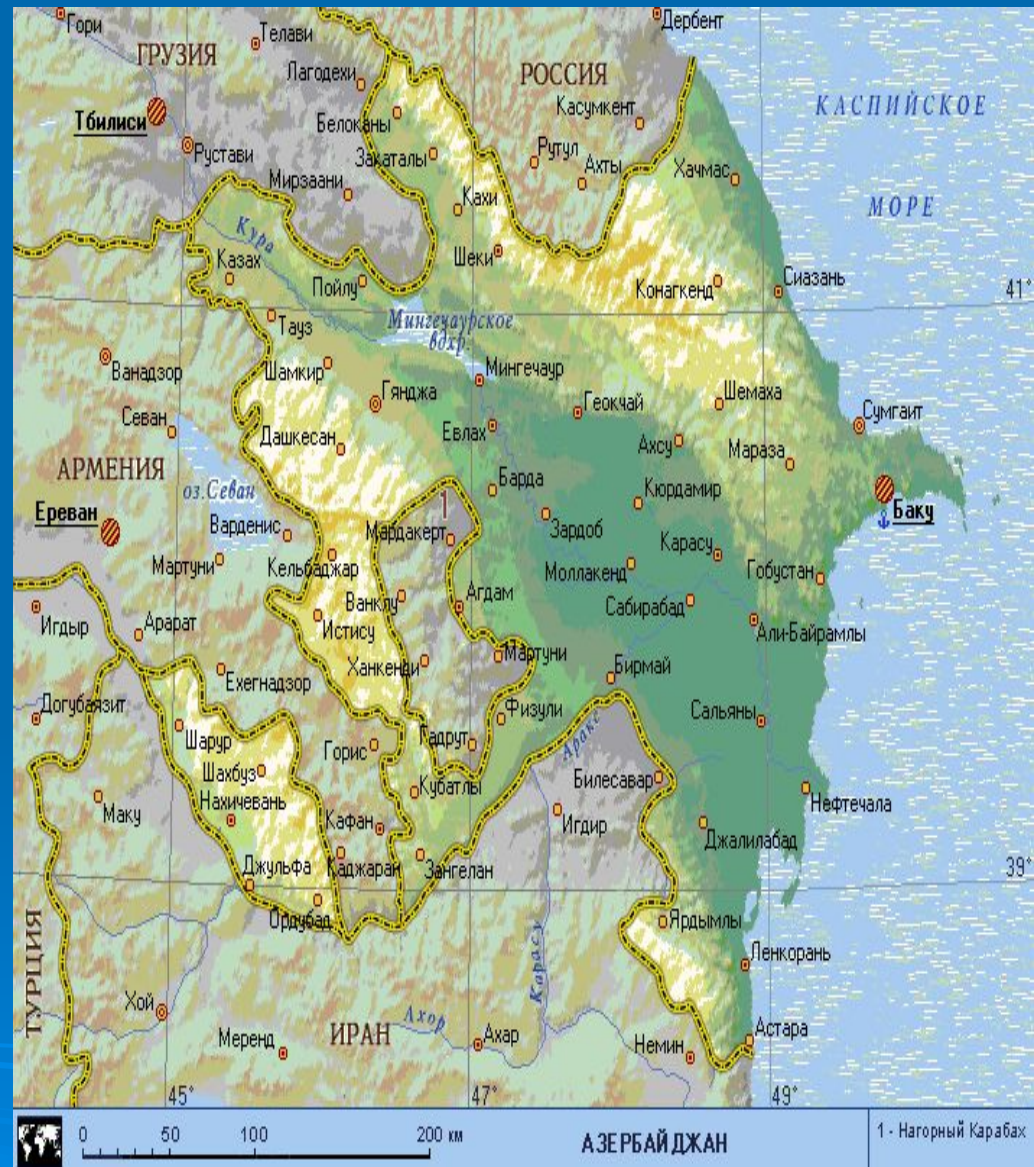 Гори
Телави
Дербент
ГРУЗИЯ
Лагодехи
РОССИЯ
Касумкент
КАСПИЙСКОЕ
Тбилиси
Белоканы
Рустави
Закаталы
Рутул
Ахты
Хачмас
Мирзаани
Кахи
МОРЕ
Кура
Шеки
Казах
Пойлу
Конагкенд
Сиазань
41°
Тауз
Мингечаурское
вдхр.
Ванадзор
Шамкир
Мингечаур
Гянджа
Геокчай
Шемаха
Сумгаит
Севан
Евлах
Дашкесан
Ахсу
Мараза
АРМЕНИЯ
оз.Севан
Барда
Кюрдамир
1
Ереван
Варденис
Мардакерт
Зардоб
Баку
Мартуни
Кельбаджар
Карасу
Моллакенд
Гобустан
Ванклу
Агдам
Сабирабад
Игдыр
Арарат
Истису
Али-Байрамлы
Ханкенди
Мартуни
Бирмай
Ехегнадзор
Догубаязит
Физули
Сальяны
Шарур
Горис
Гадрут
Аракс
Шахбуз
Билесавар
Кубатлы
Нефтечала
Маку
Нахичевань
Кафан
Игдир
Джалилабад
Джульфа
Каджаран
Зангелан
39°
Ордубад
Ярдымлы
ТУРЦИЯ
Карасу
Ленкорань
Хой
Ахор
Меренд
ИРАН
Ахар
Немин
Астара
45°
47°
49°
0 50 100 200 км
АЗЕРБАЙДЖАН
1 - Нагорный Карабах